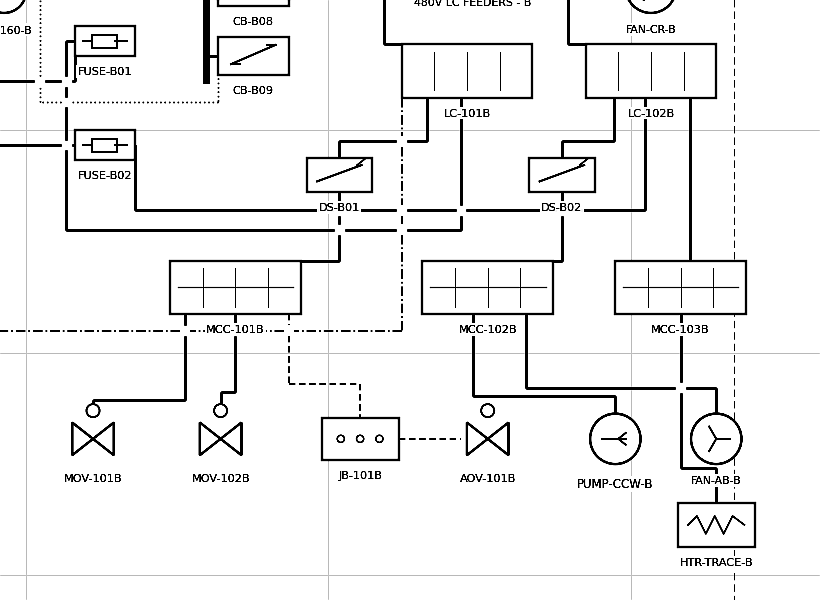 480V LC FEEDERS - B
160-B
CB-B08
FAN-CR-B
FUSE-B01
CB-B09
LC-101B
LC-102B
FUSE-B02
DS-B01
DS-B02
MCC-101B
MCC-102B
MCC-103B
MOV-101B
MOV-102B
JB-101B
AOV-101B
PUMP-CCW-B
FAN-AB-B
HTR-TRACE-B